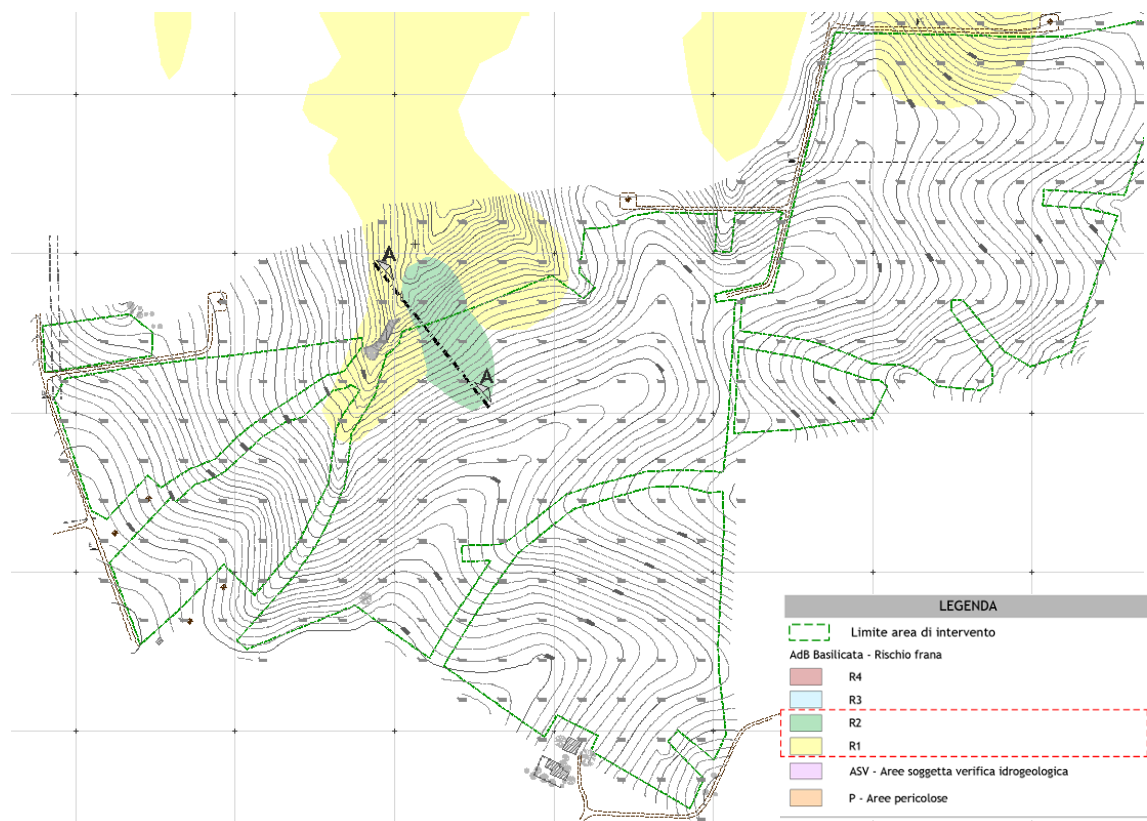 A
A
LEGENDA
Limite area di intervento
AdB Basilicata - Rischio frana
R4
R3
R2
R1
ASV - Aree soggetta verifica idrogeologica
P - Aree pericolose